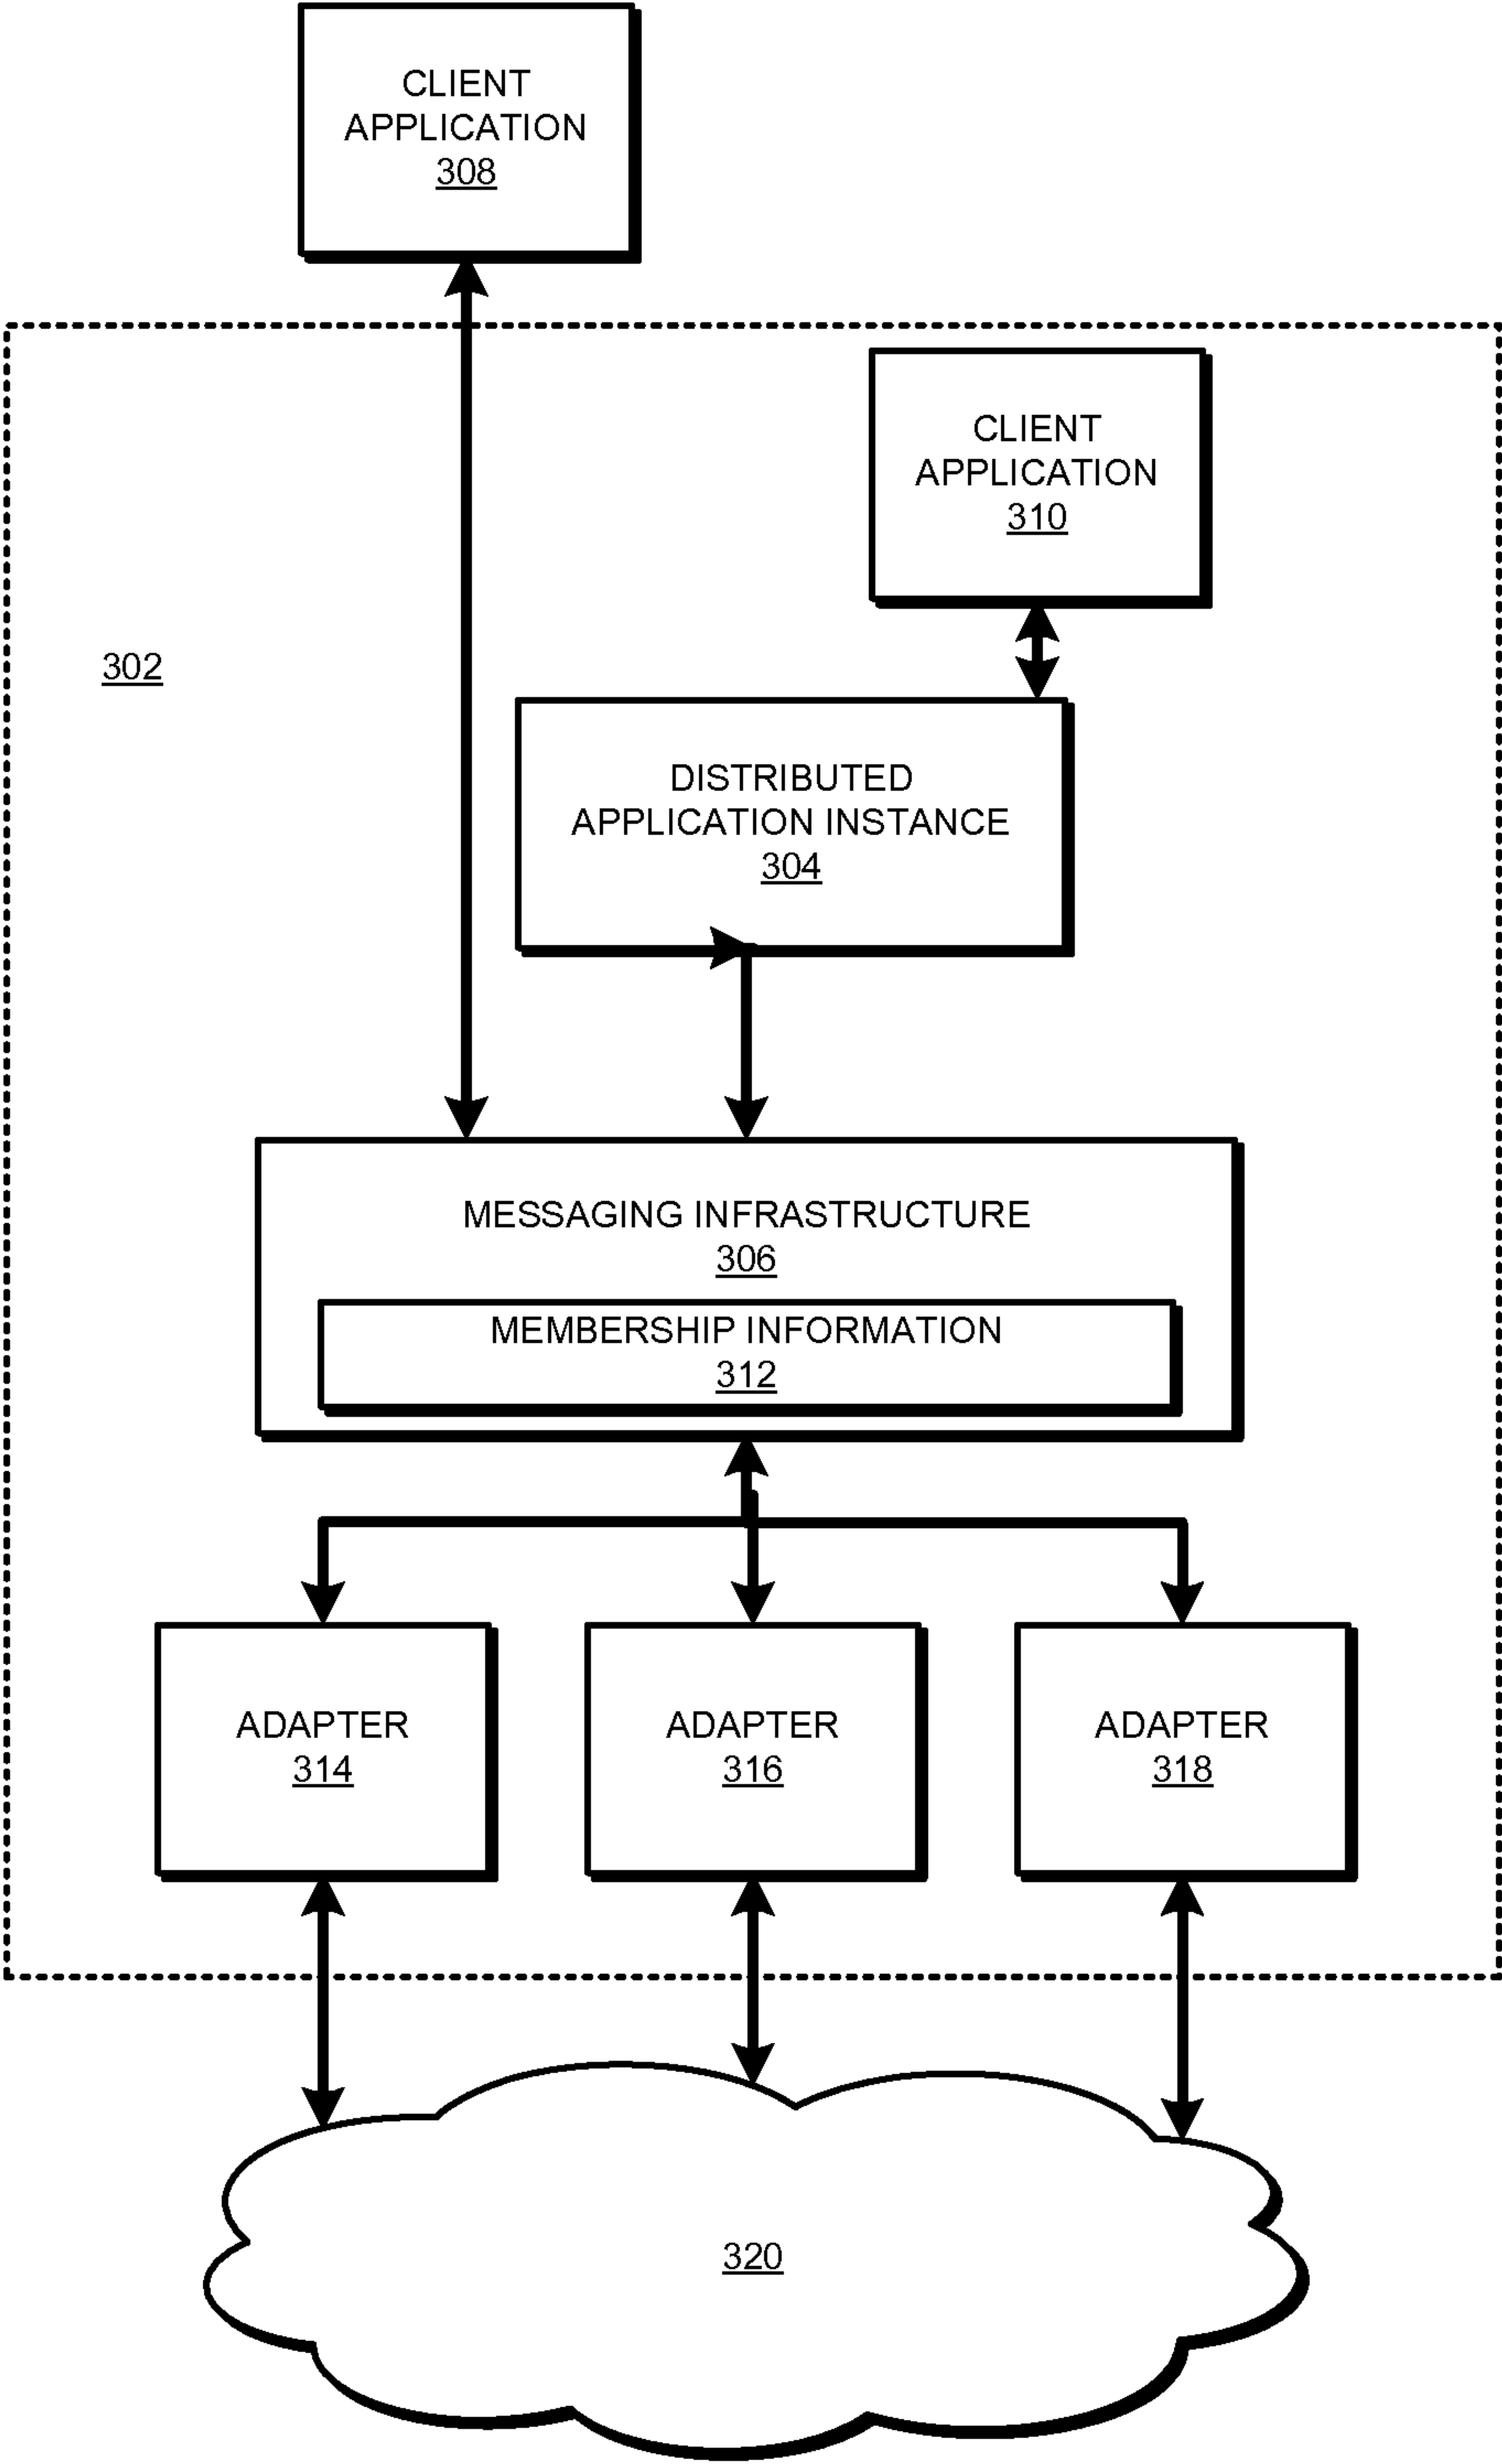 CLIENT
APPLICATION
308
CLIENT
APPLICATION
310
302
DISTRIBUTED
APPLICATION INSTANCE
304
MESSAGING INFRASTRUCTURE
306
MEMBERSHIP INFORMATION
312
ADAPTER
314
ADAPTER
316
ADAPTER
318
320